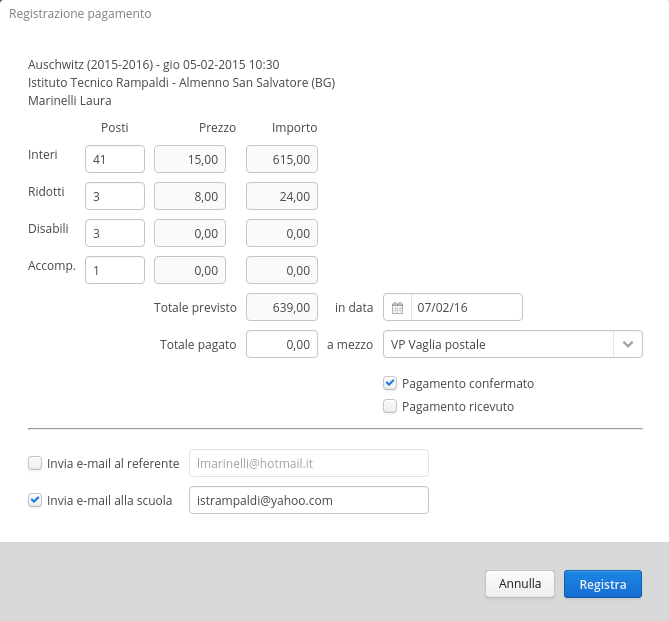 Registrazione pagamento
Auschwitz (2015-2016) - gio 05-02-2015 10:30
Istituto Tecnico Rampaldi - Almenno San Salvatore (BG)
Marinelli Laura
Posti Prezzo Importo
Interi 41 15,00 615,00
Ridotti 3 8,00 24,00
Disabili 3 0,00 0,00
Accomp. 1 0,00 0,00
Totale previsto 639,00 in data 07/02/16
Totale pagato 0,00 a mezzo VP Vaglia postale
Pagamento confermato
Pagamento ricevuto
Invia e-mail al referente lmarinelli@hotmail.it
Invia e-mail alla scuola istrampaldi@yahoo.com
Annulla Registra